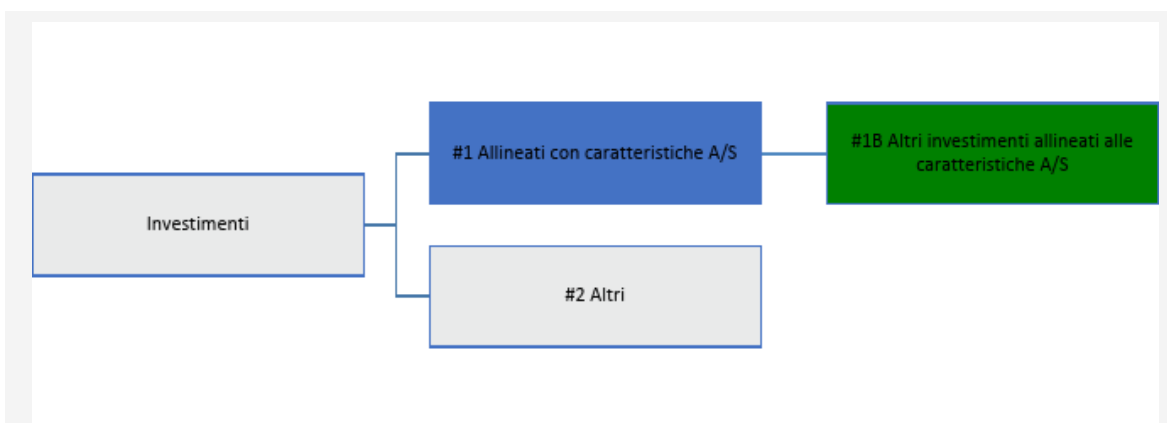 #1 Allineati con caratteristiche A/S
#1B Altri investimenti allineati alle
caratteristiche A/S
Investimenti
#2 Altri